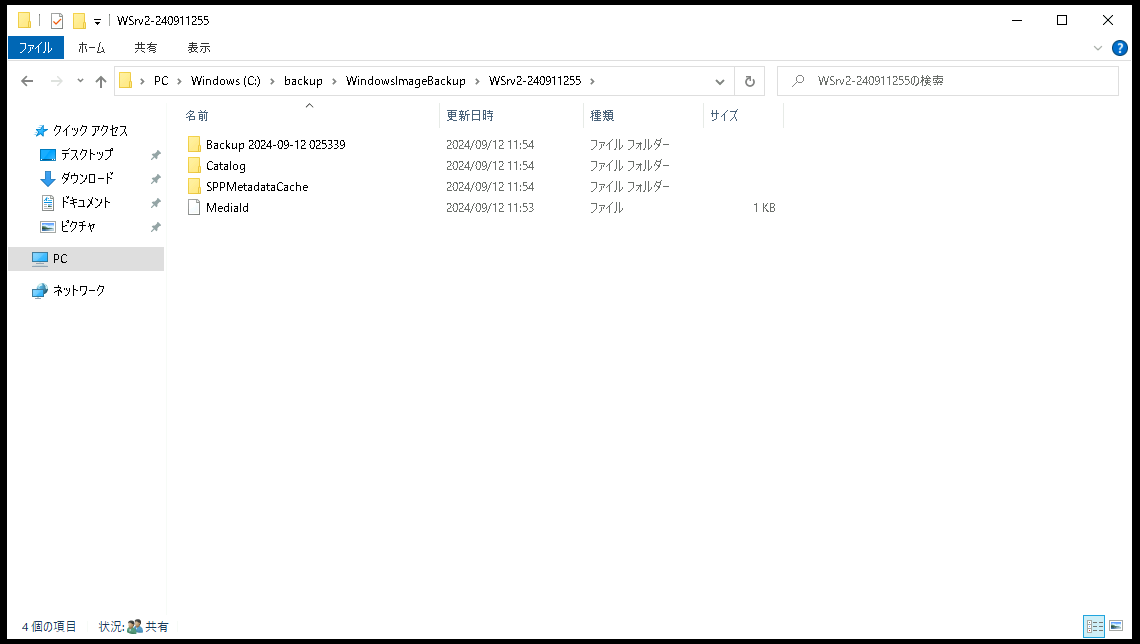 WSrv2-240911255
ファイル ホーム 共有 表示
PC Windows (C:) backup WindowsImageBackup WSrv2-240911255
WSrv2-240911255の検索
クイック アクセス
デスクトップ
ダウンロード
ドキュメント
ピクチャ
PC
ネットワーク
名前 更新日時 種類 サイズ
Backup 2024-09-12 025339 2024/09/12 11:54 ファイル フォルダー
Catalog 2024/09/12 11:54 ファイル フォルダー
SPPMetadataCache 2024/09/12 11:54 ファイル フォルダー
MediaId 2024/09/12 11:53 ファイル 1 KB
4 個の項目 状況: 共有